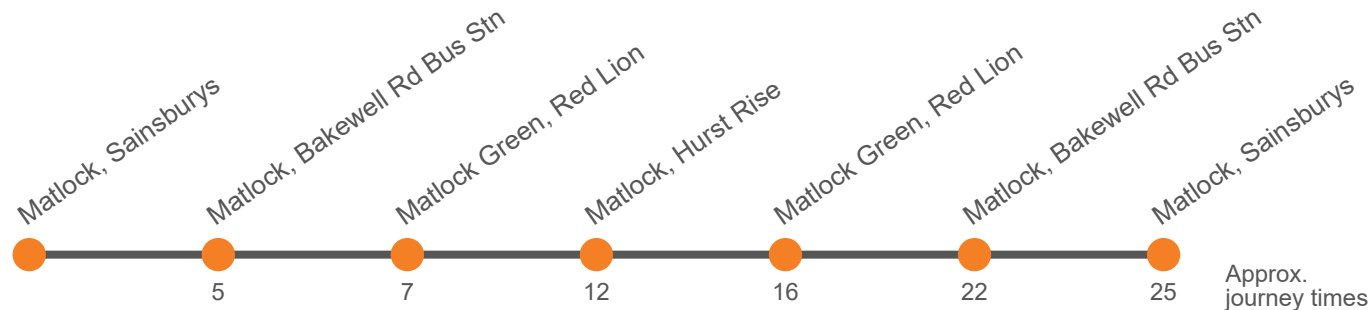 Matlock, Sainsburys
Matlock, Bakewell Rd Bus Stn
Matlock Green, Red Lion
Matlock, Hurst Rise
Matlock Green, Red Lion
Matlock, Bakewell Rd Bus Stn
Matlock, Sainsburys
5
7
12
16
22
25
Approx.
journey times